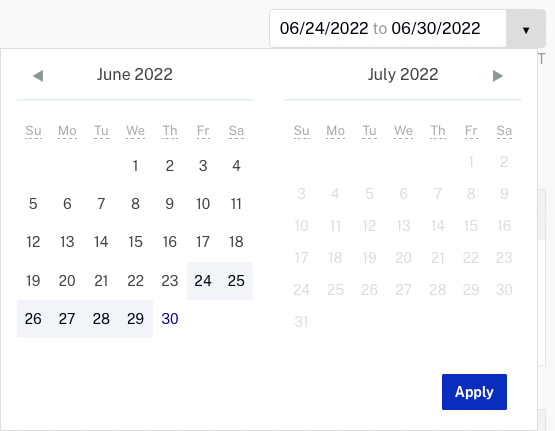 06/24/2022 to 06/30/2022 ▼
T
◀ June 2022
Su Mo Tu We Th Fr Sa
1 2 3 4
5 6 7 8 9 10 11
12 13 14 15 16 17 18
19 20 21 22 23 24 25
26 27 28 29 30
July 2022 ▶
Su Mo Tu We Th Fr Sa
1 2
3 4 5 6 7 8 9
10 11 12 13 14 15 16
17 18 19 20 21 22 23
24 25 26 27 28 29 30
31
Apply